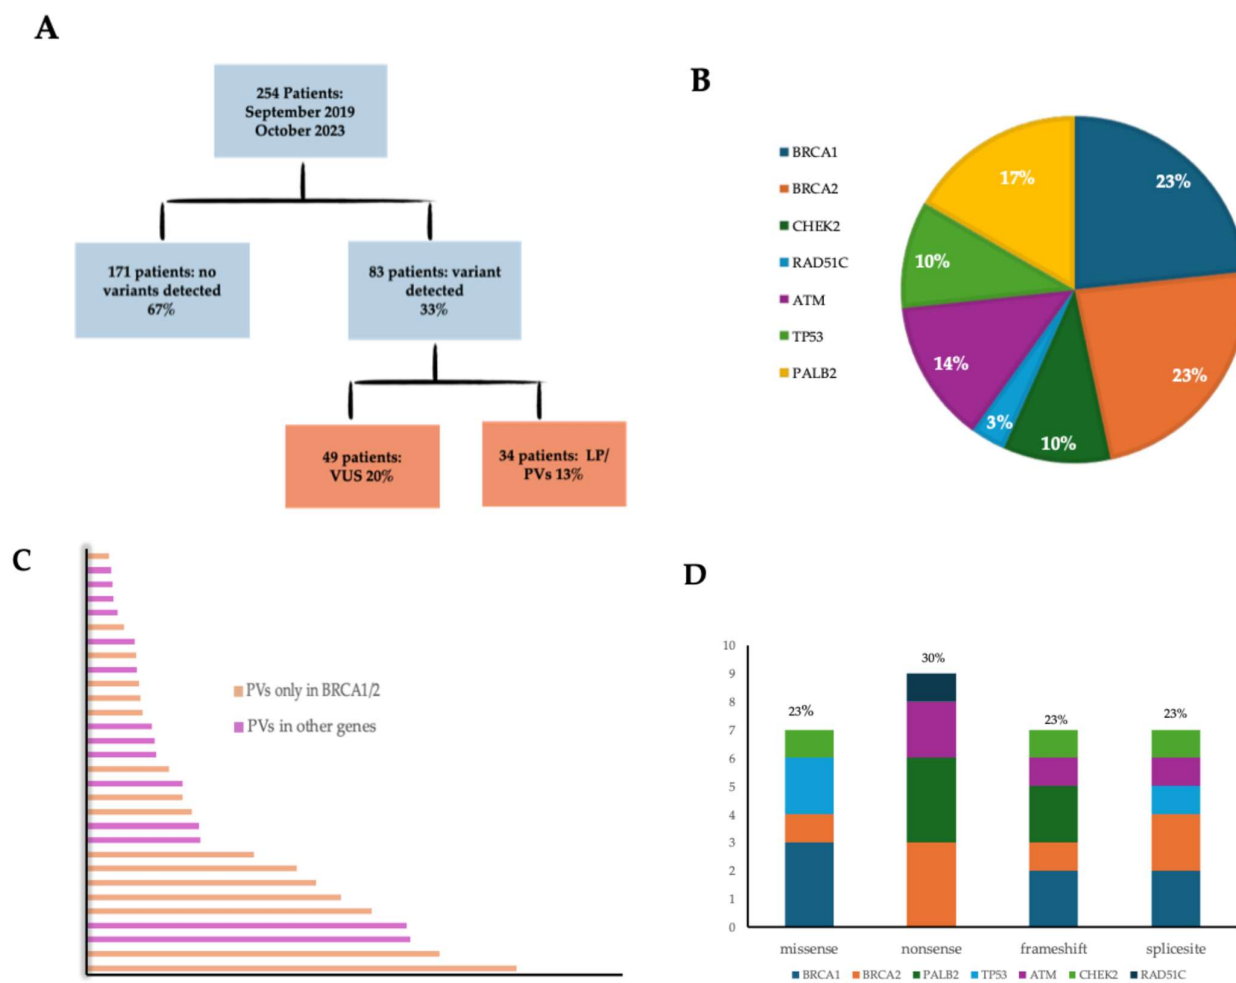 A
254 Patients:
September 2019
October 2023
171 patients: no
variants detected
67%
83 patients: variant
detected
33%
49 patients:
VUS 20%
34 patients: LP/
PVs 13%
B
BRCA1
BRCA2
CHEK2
RAD51C
ATM
TP53
PALB2
23%
23%
10%
3%
14%
10%
17%
C
PVs only in BRCA1/2
PVs in other genes
D
10
9
8
7
6
5
4
3
2
1
0
23%
30%
23%
23%
missense nonsense frameshift splicesite
BRCA1 BRCA2 PALB2 TP53 ATM CHEK2 RAD51C